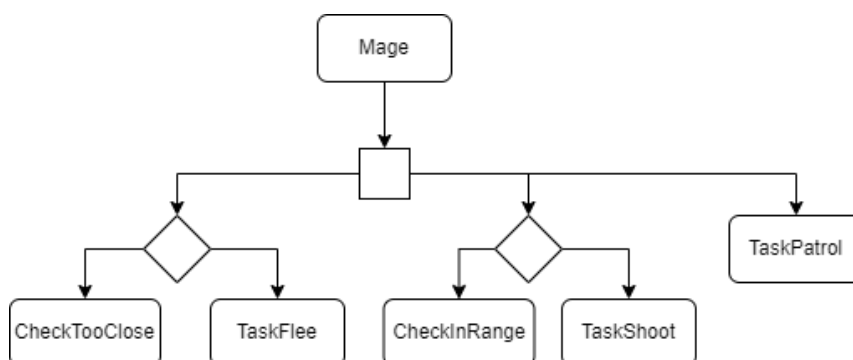 Mage
TaskPatrol
CheckTooClose
TaskFlee
CheckInRange
TaskShoot